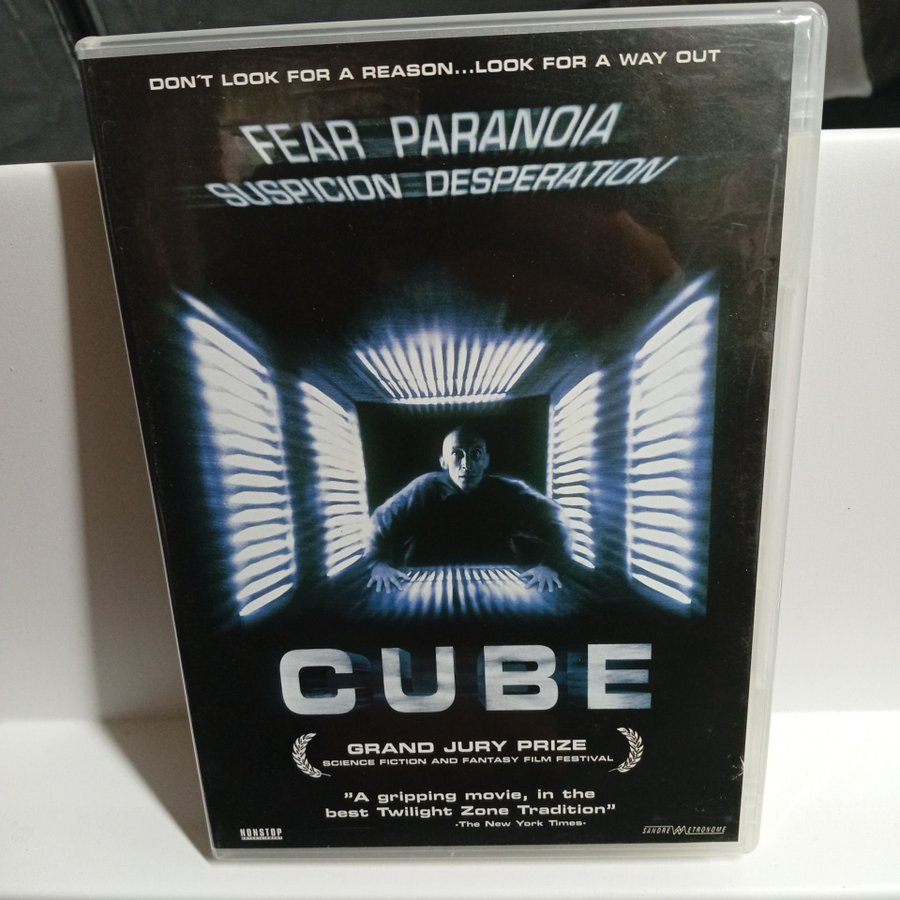 DON´T LOOK FOR A REASON...LOOK FOR A WAY OUT
FEAR PARANOIA
SUSPICION DESPERATION
CUBE
GRAND JURY PRIZE
SCIENCE FICTION AND FANTASY FILM FESTIVAL
”A gripping movie, in the
best Twilight Zone Tradition”
-The New York Times-
NONSTOP
ENTERTAINMENT
SANDREW METRONOME